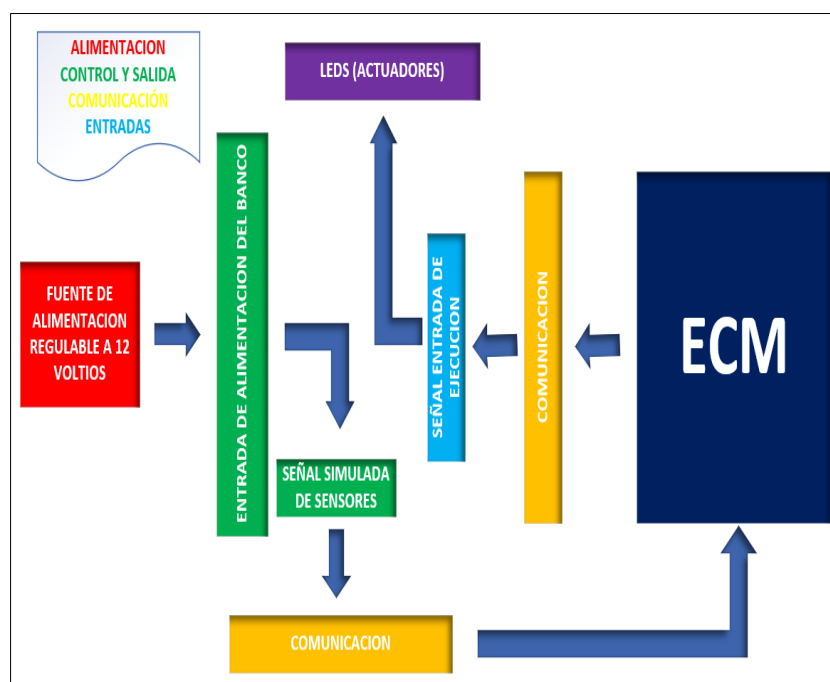 ALIMENTACION
CONTROL Y SALIDA
COMUNICACIÓN
ENTRADAS
LEDS (ACTUADORES)
FUENTE DE
ALIMENTACION
REGULABLE A 12
VOLTIOS
ENTRADA DE ALIMENTACION DEL BANCO
SEÑAL SIMULADA
DE SENSORES
SEÑAL ENTRADA DE
EJECUCION
COMUNICACION
ECM
COMUNICACION